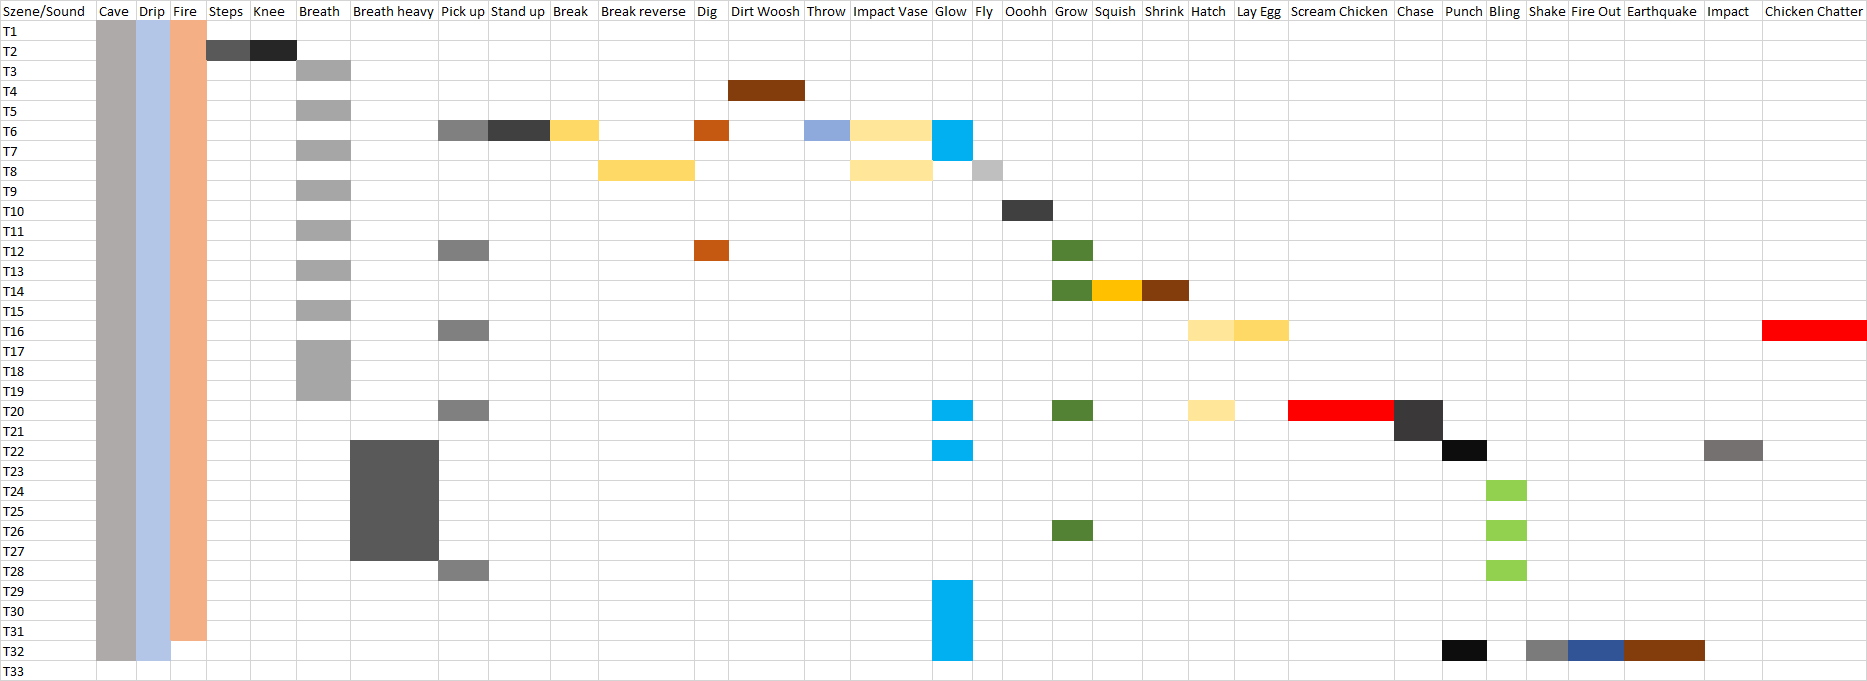 Szene/Sound Cave Drip Fire Steps Knee Breath Breath heavy Pick up Stand up Break Break reverse Dig Dirt Woosh Throw Impact Vase Glow Fly Ooohh Grow Squish Shrink Hatch Lay Egg Scream Chicken Chase Punch Bling Shake Fire Out Earthquake Impact Chicken Chatter
T1
T2
T3
T4
T5
T6
T7
T8
T9
T10
T11
T12
T13
T14
T15
T16
T17
T18
T19
T20
T21
T22
T23
T24
T25
T26
T27
T28
T29
T30
T31
T32
T33